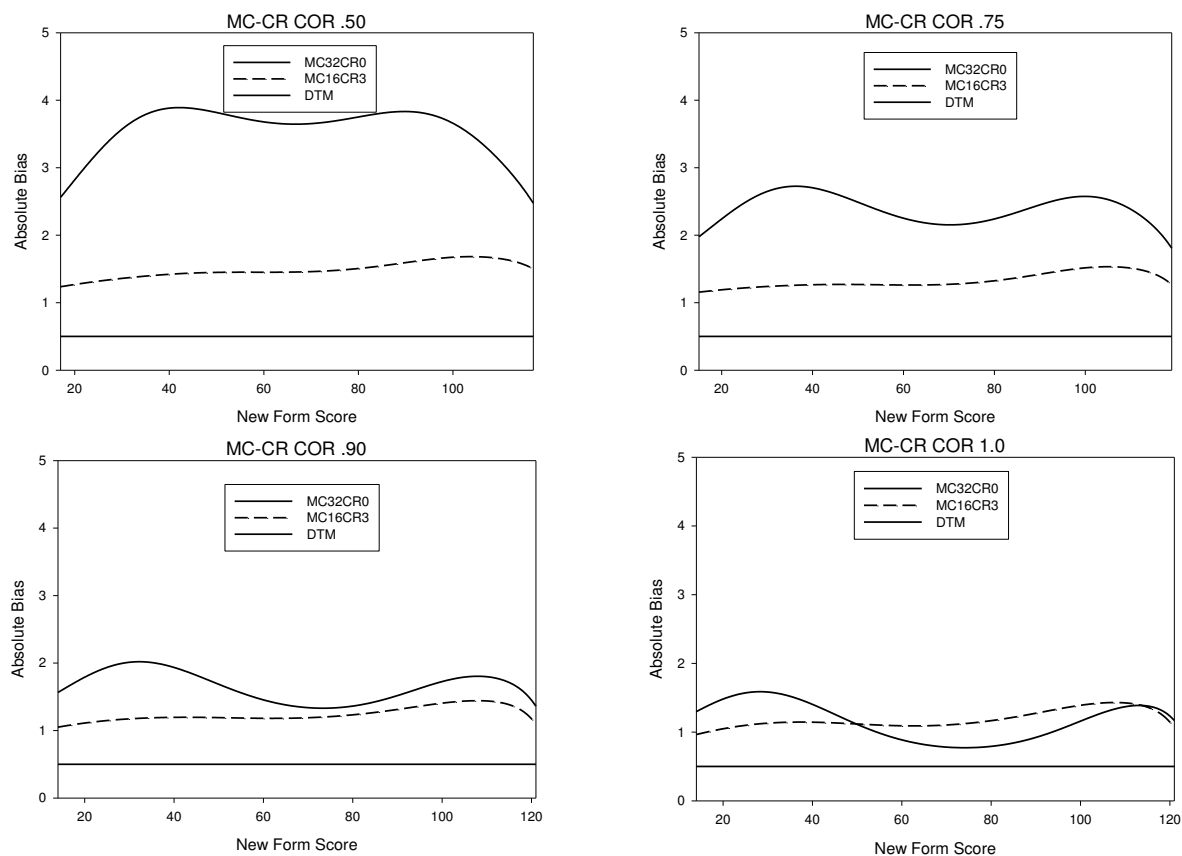 MC-CR COR .50
5
4
3
2
1
0
Absolute Bias
MC32CR0
MC16CR3
DTM
20 40 60 80 100
New Form Score
MC-CR COR .75
5
4
3
2
1
0
Absolute Bias
MC32CR0
MC16CR3
DTM
20 40 60 80 100
New Form Score
MC-CR COR .90
5
4
3
2
1
0
Absolute Bias
MC32CR0
MC16CR3
DTM
20 40 60 80 100 120
New Form Score
MC-CR COR 1.0
5
4
3
2
1
0
Absolute Bias
MC32CR0
MC16CR3
DTM
20 40 60 80 100 120
New Form Score